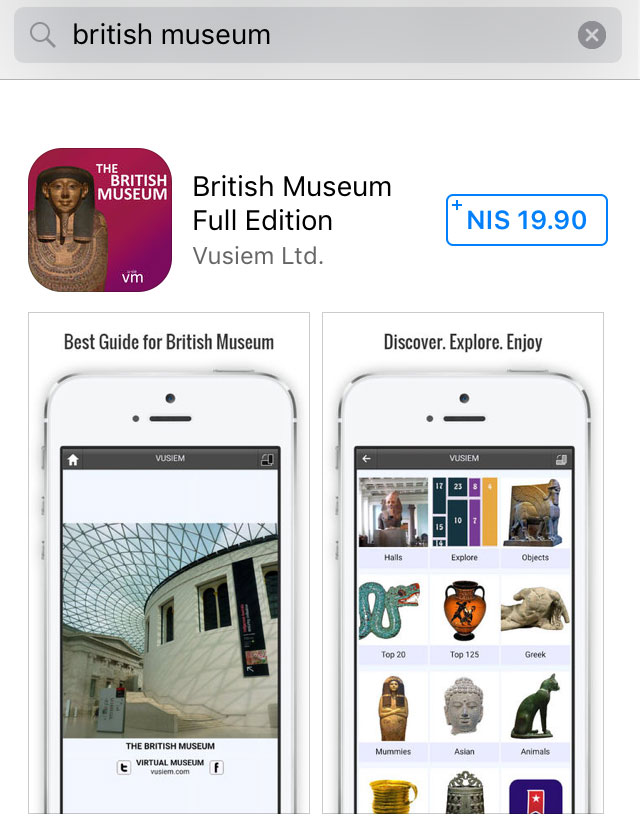 british museum
THE
BRITISH
MUSEUM
vm
British Museum
Full Edition
Vusiem Ltd.
+ NIS 19.90
Best Guide for British Museum
VUSIEM
THE BRITISH MUSEUM
VIRTUAL MUSEUM
vusiem.com
Discover. Explore. Enjoy
VUSIEM
17 23 8 6
15 10 7
Halls Explore Objects
Top 20 Top 125 Greek
Mummies Asian Animals